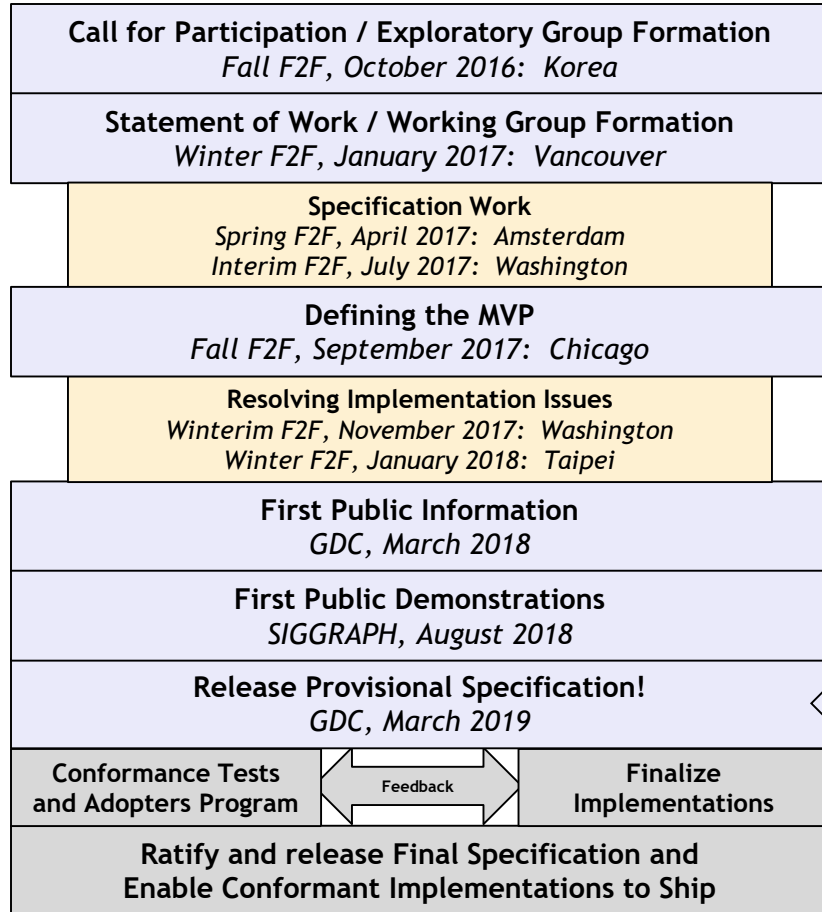 Call for Participation / Exploratory Group Formation
Fall F2F, October 2016:  Korea
Statement of Work / Working Group Formation
Winter F2F, January 2017:  Vancouver
Specification Work
Spring F2F, April 2017:  Amsterdam
Interim F2F, July 2017:  Washington
Defining the MVP
Fall F2F, September 2017:  Chicago
Resolving Implementation Issues
Winterim F2F, November 2017:  Washington
Winter F2F, January 2018:  Taipei
First Public Information
GDC, March 2018
First Public Demonstrations
SIGGRAPH, August 2018
Release Provisional Specification!
GDC, March 2019
Conformance Tests
and Adopters Program
Feedback
Finalize
Implementations
Ratify and release Final Specification and
Enable Conformant Implementations to Ship